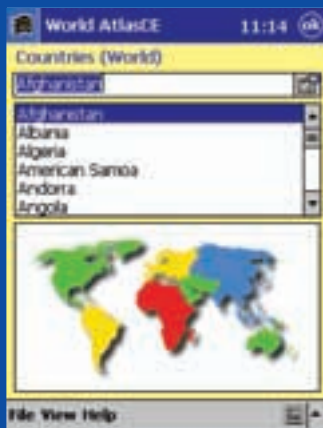 World AtlasCE 11:14 ok
Countries (World)
Afghanistan
Afghanistan
Albania
Algeria
American Samoa
Andorra
Angola
File View Help